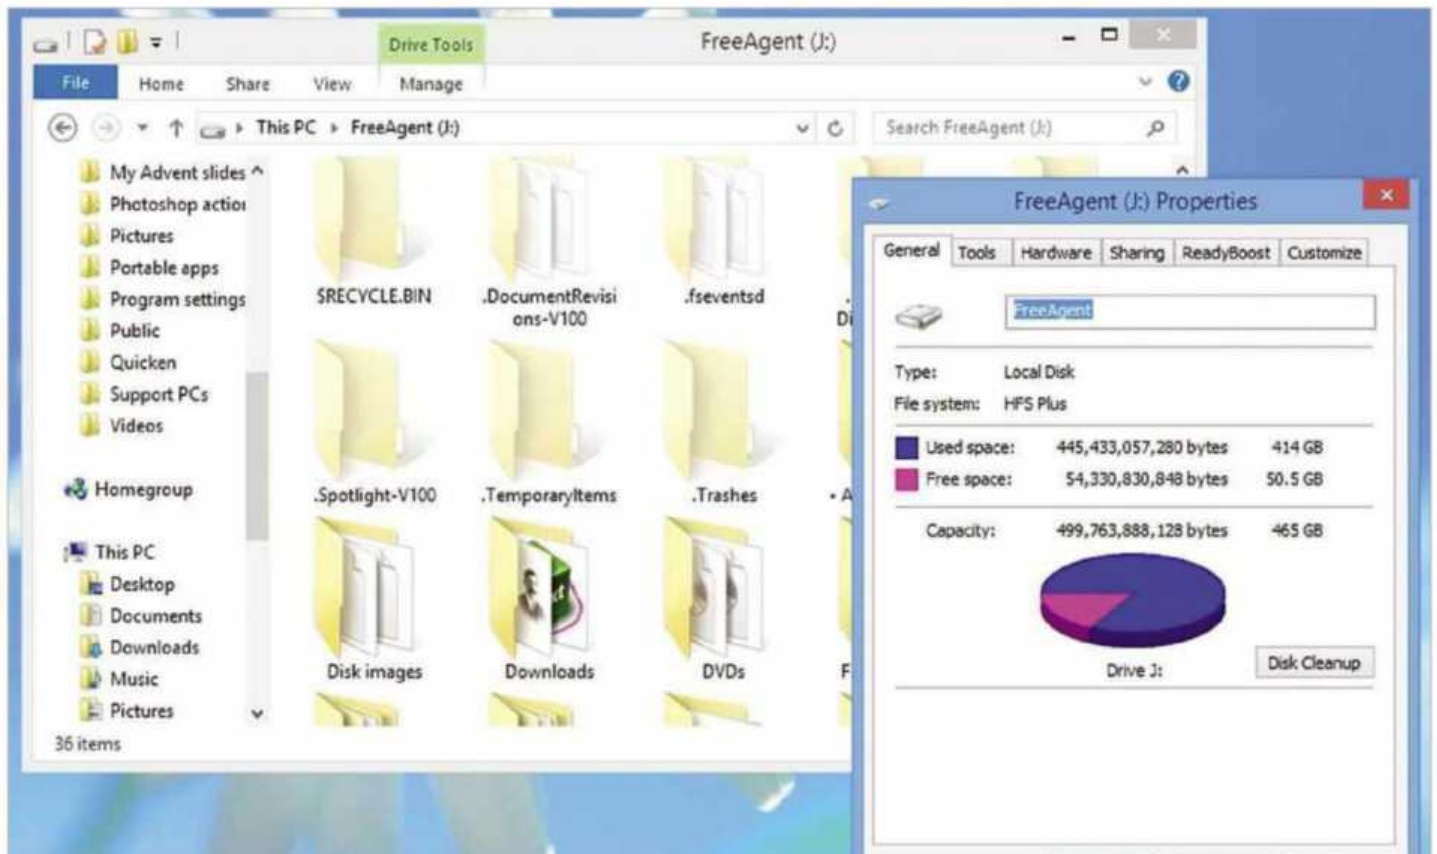 Drive Tools
FreeAgent (J:)
File
Home
Share
View
Manage
This PC
FreeAgent (J:)
Search FreeAgent (J:)
My Advent slides
Photoshop action
Pictures
Portable apps
Program settings
Public
Quicken
Support PCs
Videos
Homegroup
This PC
Desktop
Documents
Downloads
Music
Pictures
36 items
$RECYCLE.BIN
.DocumentRevisi
ons-V100
.fseventsd
.
Di
.Spotlight-V100
.TemporaryItems
.Trashes
• A
Disk images
Downloads
DVDs
F
FreeAgent (J:) Properties
General
Tools
Hardware
Sharing
ReadyBoost
Customize
FreeAgent
Type: Local Disk
File system: HFS Plus
Used space: 445,433,057,280 bytes 414 GB
Free space: 54,330,830,848 bytes 50.5 GB
Capacity: 499,763,888,128 bytes 465 GB
Drive J:
Disk Cleanup